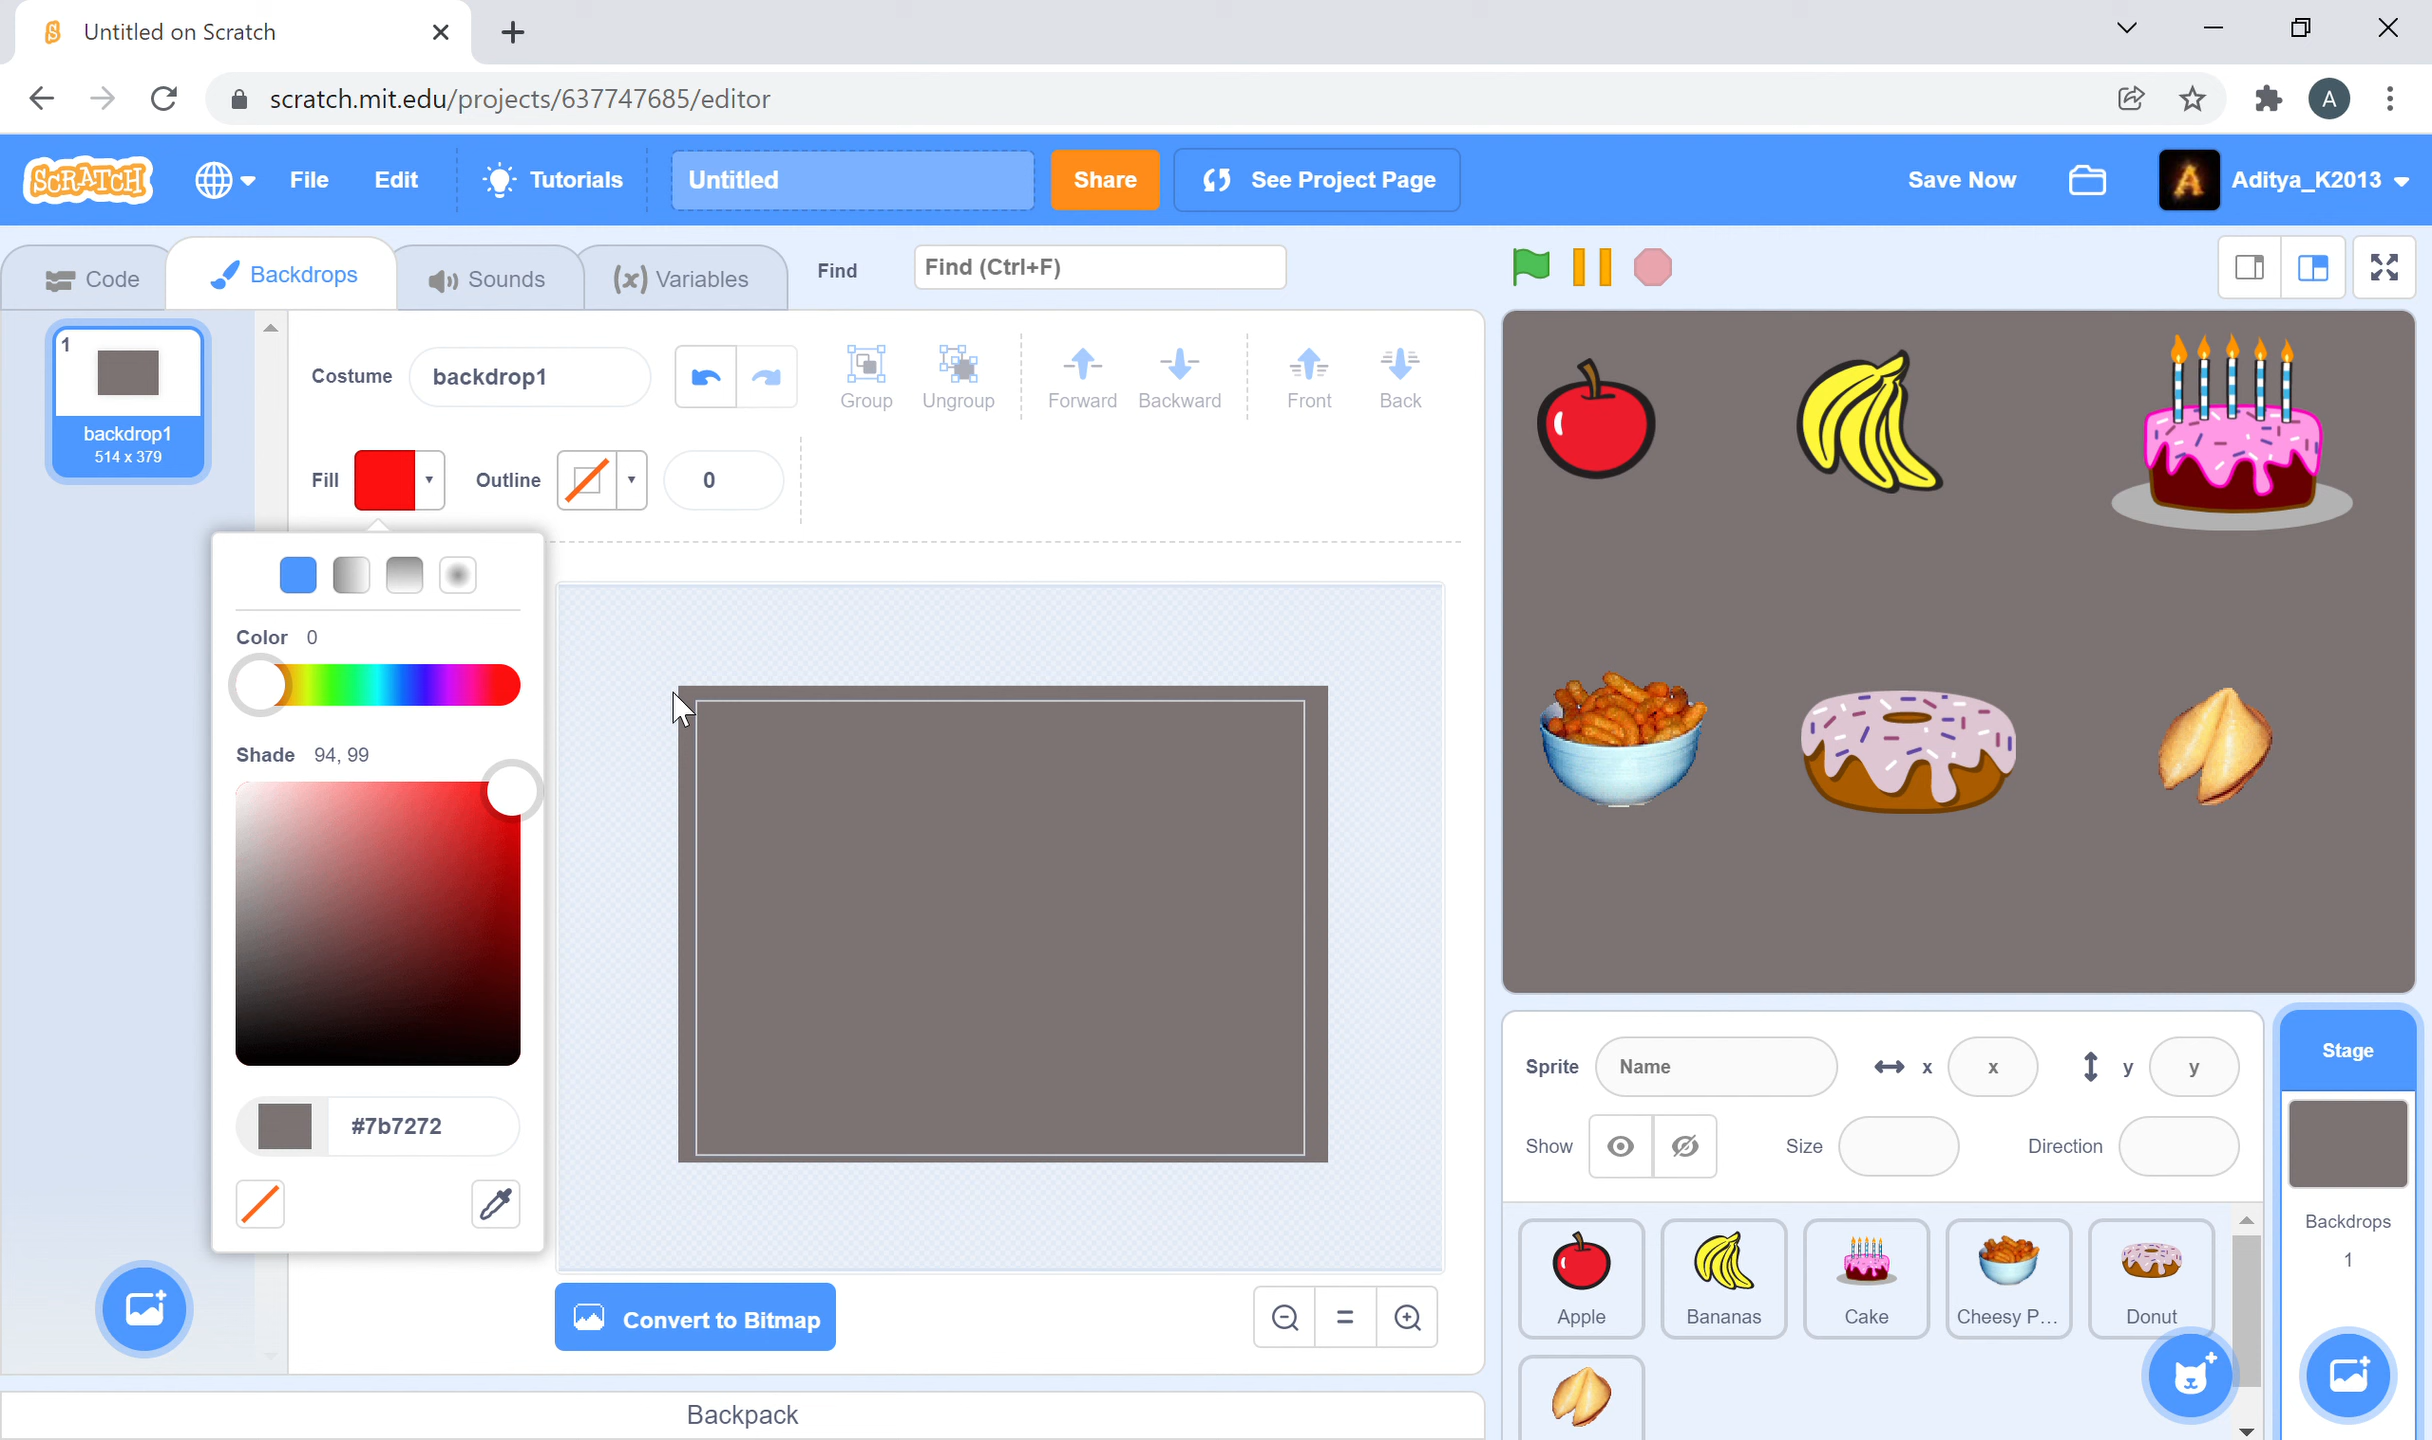 Untitled on Scratch
scratch.mit.edu/projects/637747685/editor
A
SCRATCH
File
Edit
Tutorials
Untitled
Share
See Project Page
Save Now
A
Aditya_K2013
Code
Backdrops
Sounds
(x) Variables
Find
Find (Ctrl+F)
1
backdrop1
514 x 379
Costume
backdrop1
Group
Ungroup
Forward
Backward
Front
Back
Fill
Outline
0
Color 0
Shade 94, 99
#7b7272
Convert to Bitmap
Backpack
Sprite
Name
x
x
y
y
Show
Size
Direction
Apple
Bananas
Cake
Cheesy P...
Donut
Stage
Backdrops
1